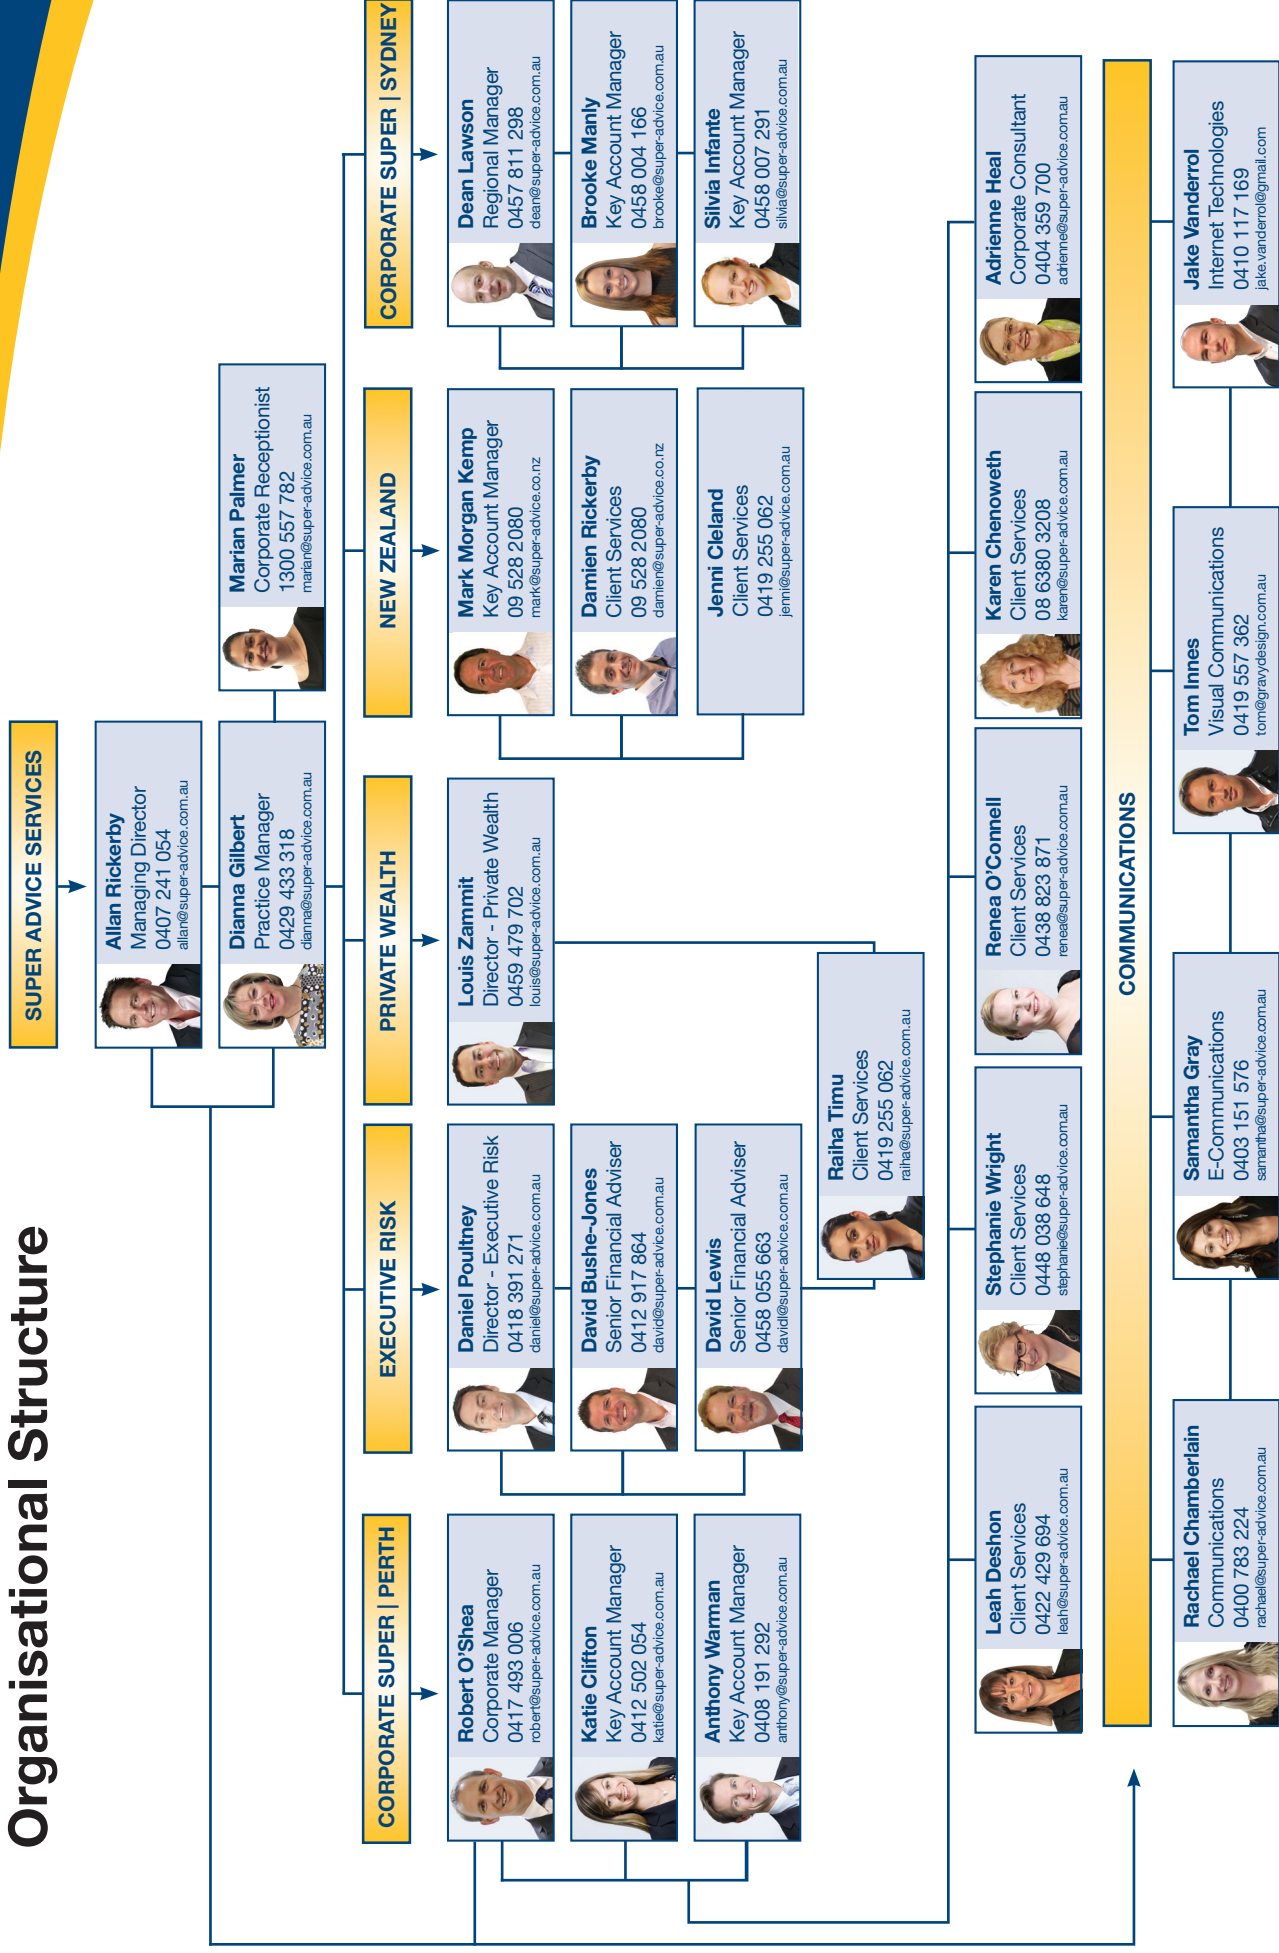 Organisational Structure
SUPER ADVICE SERVICES
Allan Rickerby
Managing Director
0407 241 054
allan@super-advice.com.au
Dianna Gilbert
Practice Manager
0429 433 318
dianna@super-advice.com.au
Marian Palmer
Corporate Receptionist
1300 557 782
marian@super-advice.com.au
CORPORATE SUPER | PERTH
Robert O'Shea
Corporate Manager
0417 493 006
robert@super-advice.com.au
Katie Clifton
Key Account Manager
0412 502 054
katie@super-advice.com.au
Anthony Warman
Key Account Manager
0408 191 292
anthony@super-advice.com.au
EXECUTIVE RISK
Daniel Poultney
Director - Executive Risk
0418 391 271
daniel@super-advice.com.au
David Bushe-Jones
Senior Financial Adviser
0412 917 864
david@super-advice.com.au
David Lewis
Senior Financial Adviser
0458 055 663
davidl@super-advice.com.au
PRIVATE WEALTH
Louis Zammit
Director - Private Wealth
0459 479 702
louis@super-advice.com.au
Raiha Timu
Client Services
0419 255 062
raiha@super-advice.com.au
NEW ZEALAND
Mark Morgan Kemp
Key Account Manager
09 528 2080
mark@super-advice.co.nz
Damien Rickerby
Client Services
09 528 2080
damien@super-advice.co.nz
Jenni Cleland
Client Services
0419 255 062
jenni@super-advice.com.au
CORPORATE SUPER | SYDNEY
Dean Lawson
Regional Manager
0457 811 298
dean@super-advice.com.au
Brooke Manly
Key Account Manager
0458 004 166
brooke@super-advice.com.au
Silvia Infante
Key Account Manager
0458 007 291
silvia@super-advice.com.au
Leah Deshon
Client Services
0422 429 694
leah@super-advice.com.au
Stephanie Wright
Client Services
0448 038 648
stephanie@super-advice.com.au
Renea O'Connell
Client Services
0438 823 871
renea@super-advice.com.au
Karen Chenoweth
Client Services
08 6380 3208
karen@super-advice.com.au
Adrienne Heal
Corporate Consultant
0404 359 700
adrienne@super-advice.com.au
COMMUNICATIONS
Rachael Chamberlain
Communications
0400 783 224
rachael@super-advice.com.au
Samantha Gray
E-Communications
0403 151 576
samantha@super-advice.com.au
Tom Innes
Visual Communications
0419 557 362
tom@gravydesign.com.au
Jake Vanderrol
Internet Technologies
0410 117 169
jake.vanderrol@gmail.com